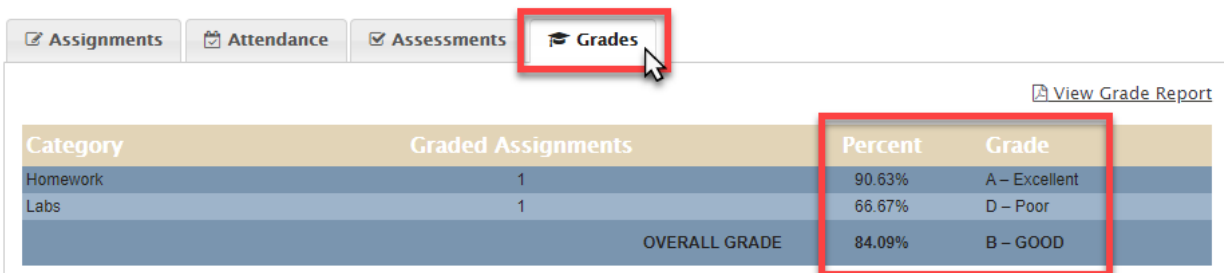 Assignments Attendance Assessments Grades
View Grade Report
Category Graded Assignments Percent Grade
Homework 1 90.63% A – Excellent
Labs 1 66.67% D – Poor
OVERALL GRADE 84.09% B – GOOD